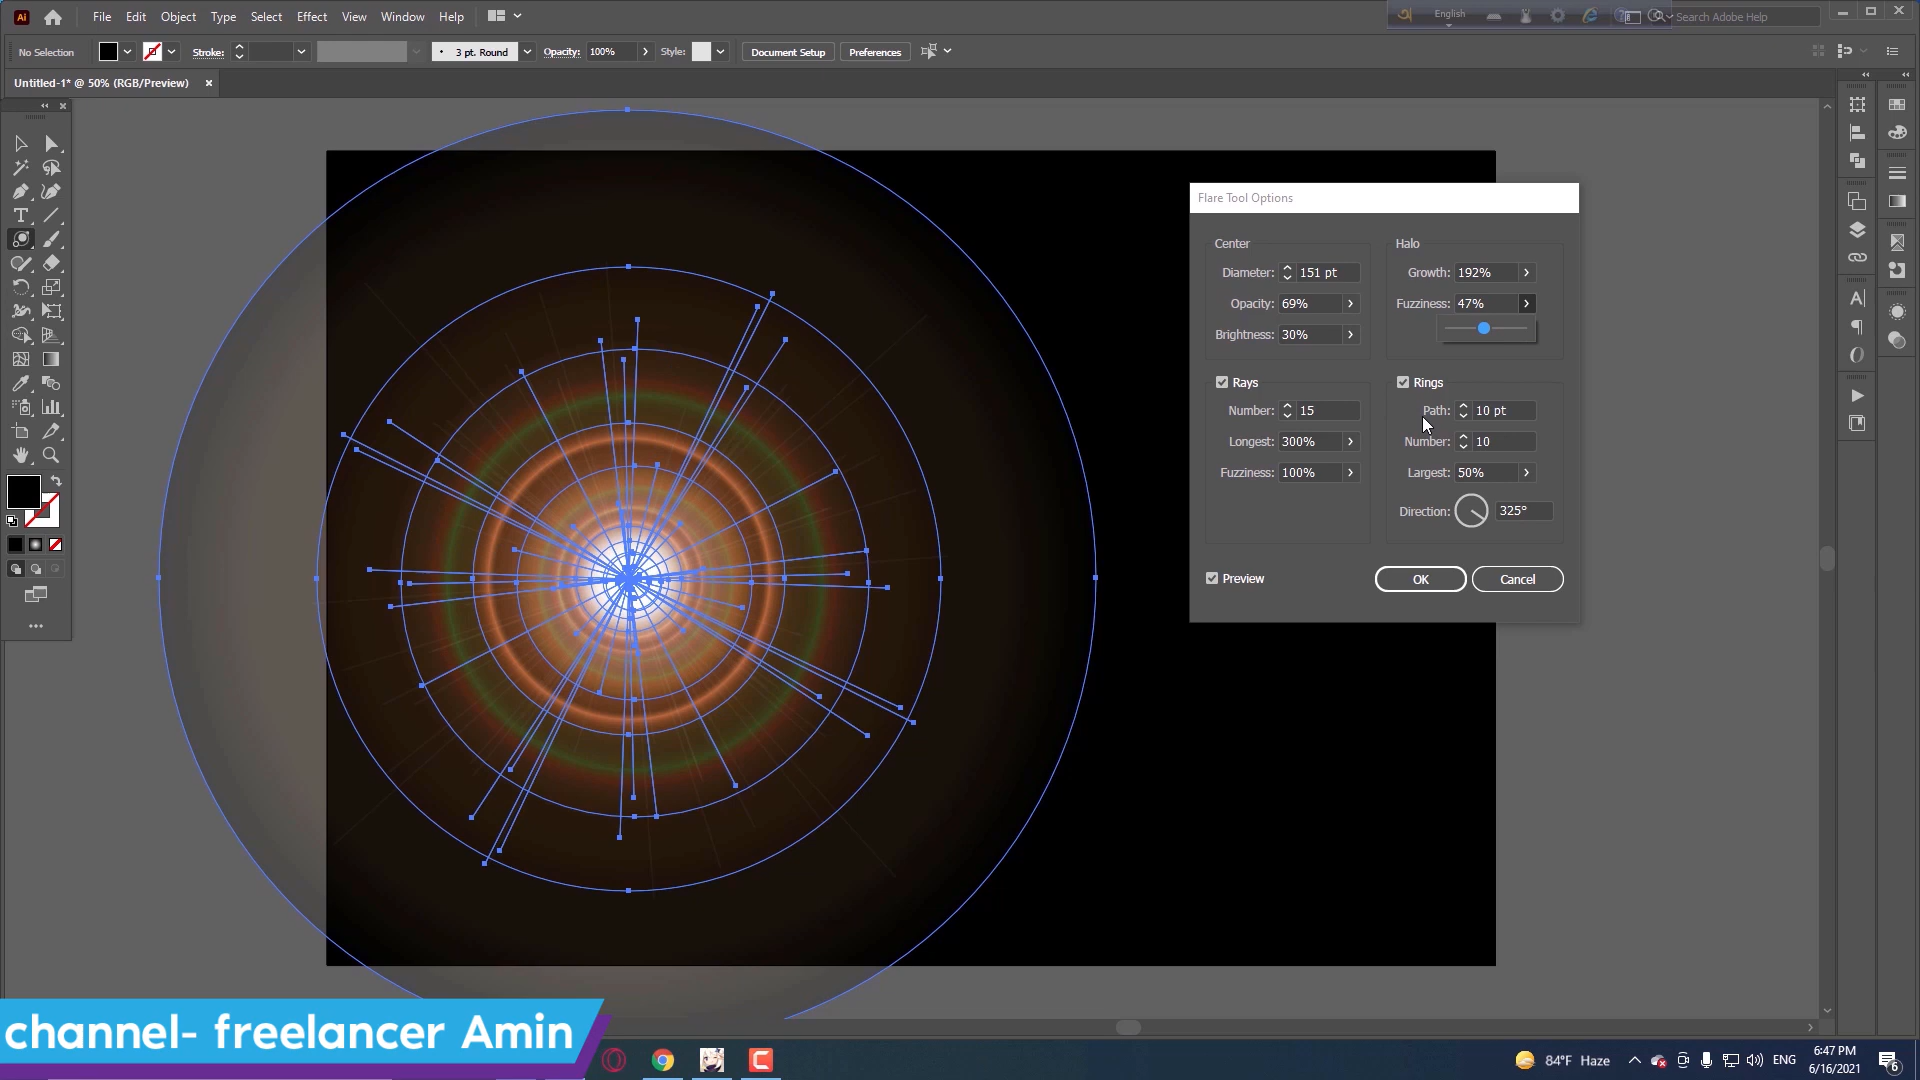 Ai File Edit Object Type Select Effect View Window Help
English
Search Adobe Help
No Selection Stroke: 3 pt. Round Opacity: 100% Style: Document Setup Preferences
Untitled-1* @ 50% (RGB/Preview)
Flare Tool Options
Center
Diameter: 151 pt
Opacity: 69%
Brightness: 30%
Halo
Growth: 192%
Fuzziness: 47%
Rays
Number: 15
Longest: 300%
Fuzziness: 100%
Rings
Path: 10 pt
Number: 10
Largest: 50%
Direction: 325°
Preview
OK
Cancel
channel- freelancer Amin
84°F Haze
ENG
6:47 PM
6/16/2021
6